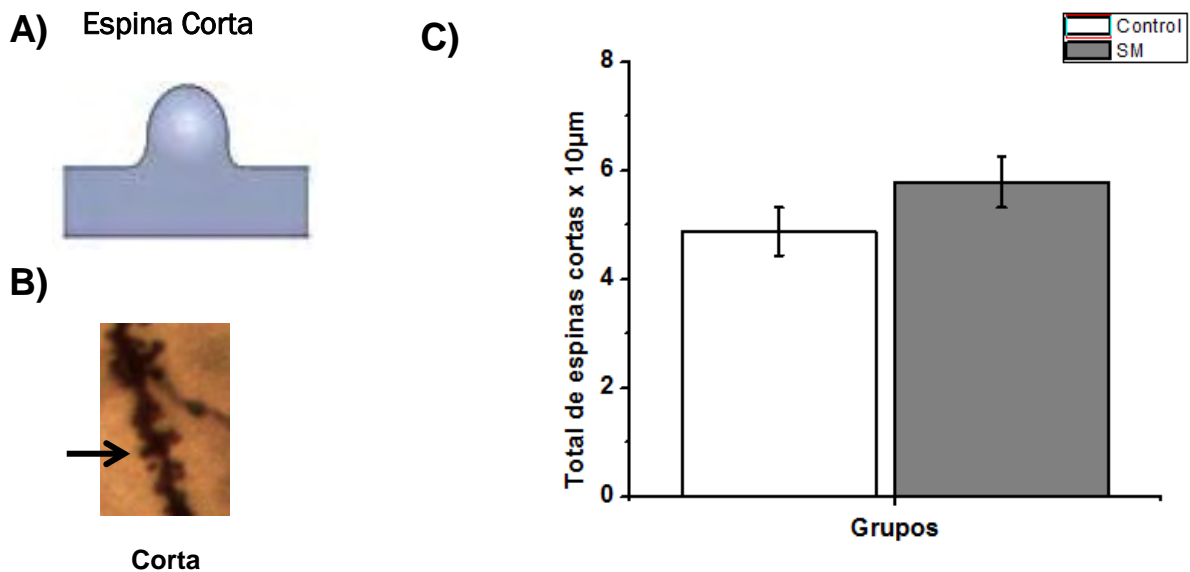 A) Espina Corta
B)
Corta
C)
Control
SM
Total de espinas cortas x 10µm
8
6
4
2
0
Grupos